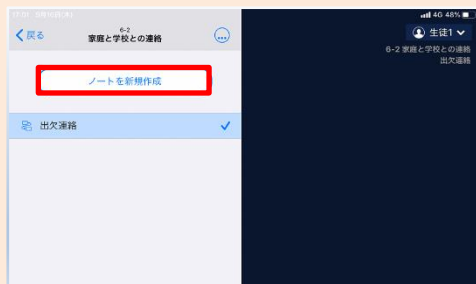 4G 48%
戻る
6-2
家庭と学校との連絡
生徒1
6-2 家庭と学校との連絡
出欠連絡
ノートを新規作成
出欠連絡